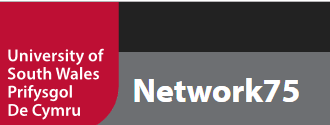 University of
South Wales
Prifysgol
De Cymru
Network75